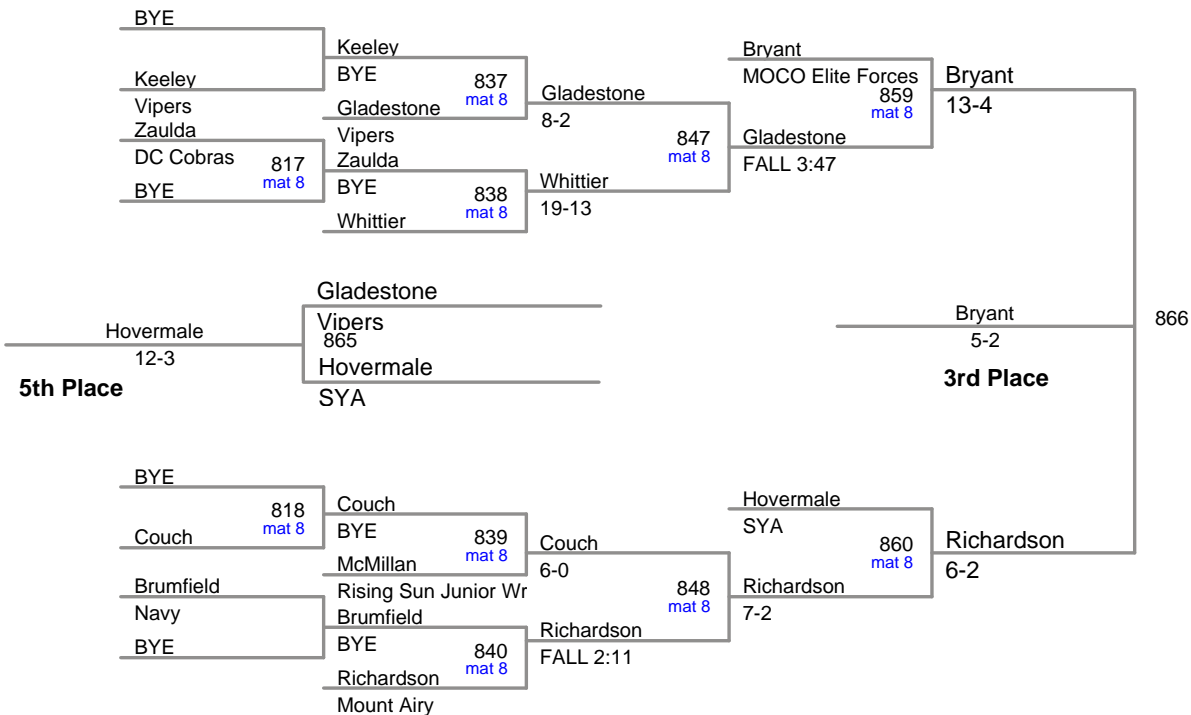 BYE
Keeley
Bryant
Keeley
BYE
837
mat 8
MOCO Elite Forces
859
mat 8
Bryant
13-4
Vipers
Gladestone
Gladestone
8-2
Zaulda
Vipers
847
mat 8
Gladestone
FALL 3:47
DC Cobras
817
mat 8
Zaulda
BYE
BYE
838
mat 8
Whittier
19-13
Whittier
Gladestone
Vipers
865
Hovermale
12-3
Hovermale
5th Place
SYA
Bryant
866
5-2
3rd Place
BYE
818
mat 8
Couch
Hovermale
Couch
BYE
839
mat 8
SYA
860
mat 8
Richardson
6-2
Couch
6-0
McMillan
Brumfield
Rising Sun Junior Wr
848
mat 8
Richardson
7-2
Navy
Brumfield
BYE
BYE
840
mat 8
Richardson
FALL 2:11
Richardson
Mount Airy